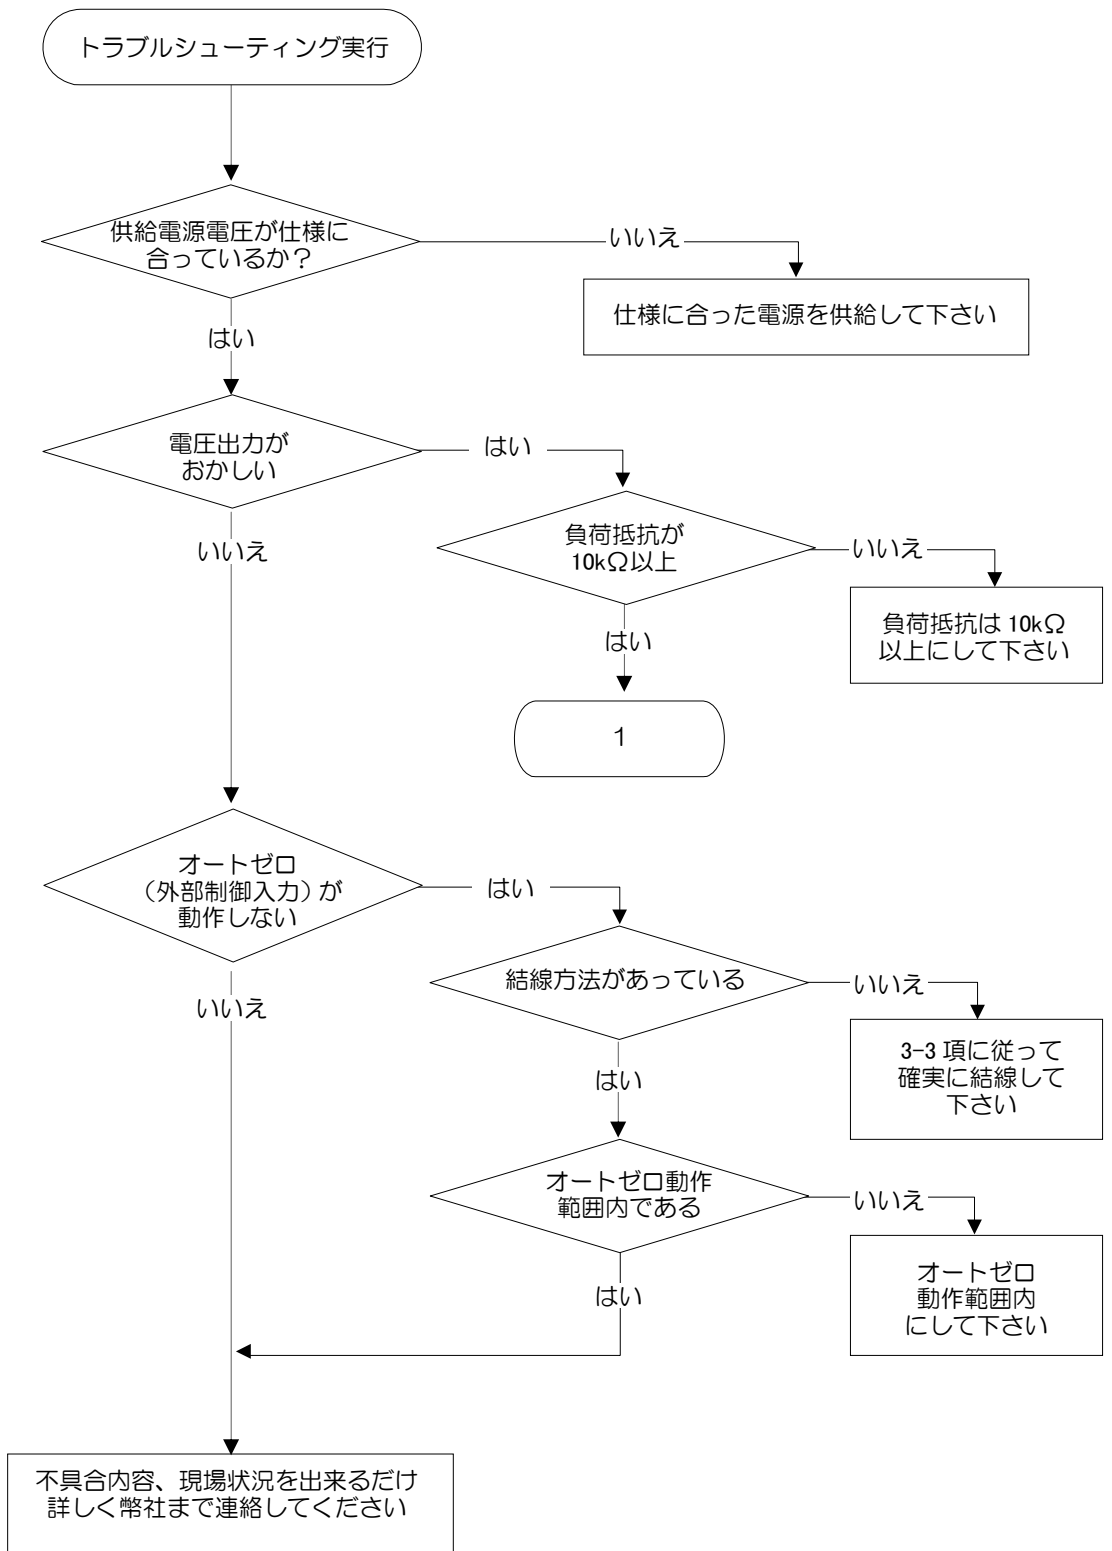 トラブルシューティング実行
供給電源電圧が仕様に
合っているか？
いいえ
仕様に合った電源を供給して下さい
はい
電圧出力が
おかしい
はい
負荷抵抗が
10kΩ以上
いいえ
負荷抵抗は 10kΩ
以上にして下さい
いいえ
はい
1
オートゼロ
（外部制御入力）が
動作しない
はい
結線方法があっている
いいえ
3-3 項に従って
確実に結線して
下さい
いいえ
はい
オートゼロ動作
範囲内である
いいえ
オートゼロ
動作範囲内
にして下さい
はい
不具合内容、現場状況を出来るだけ
詳しく幣社まで連絡してください